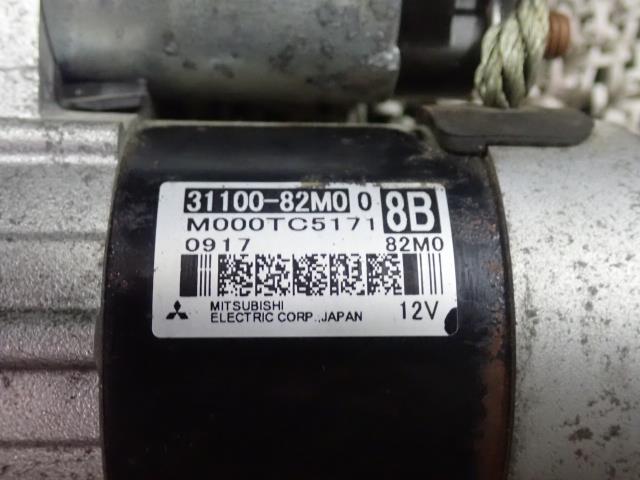 31100-82M0 0
8B
M000TC5171
0917 82M0
MITSUBISHI
ELECTRIC CORP.,JAPAN 12V